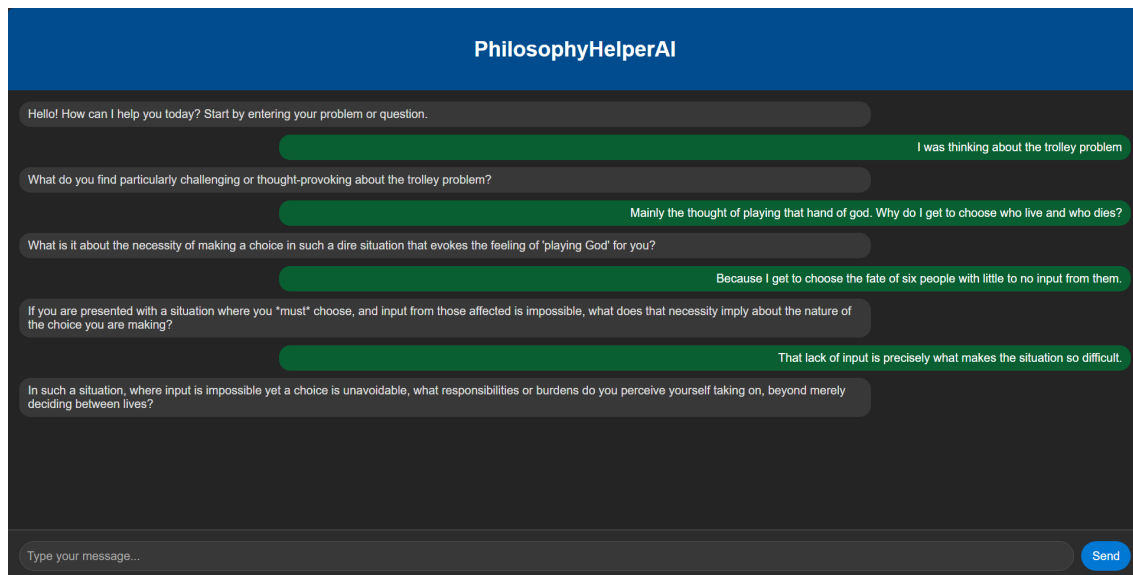 PhilosophyHelperAI
Hello! How can I help you today? Start by entering your problem or question.
I was thinking about the trolley problem
What do you find particularly challenging or thought-provoking about the trolley problem?
Mainly the thought of playing that hand of god. Why do I get to choose who live and who dies?
What is it about the necessity of making a choice in such a dire situation that evokes the feeling of 'playing God' for you?
Because I get to choose the fate of six people with little to no input from them.
If you are presented with a situation where you *must* choose, and input from those affected is impossible, what does that necessity imply about the nature of
the choice you are making?
That lack of input is precisely what makes the situation so difficult.
In such a situation, where input is impossible yet a choice is unavoidable, what responsibilities or burdens do you perceive yourself taking on, beyond merely
deciding between lives?
Type your message...
Send